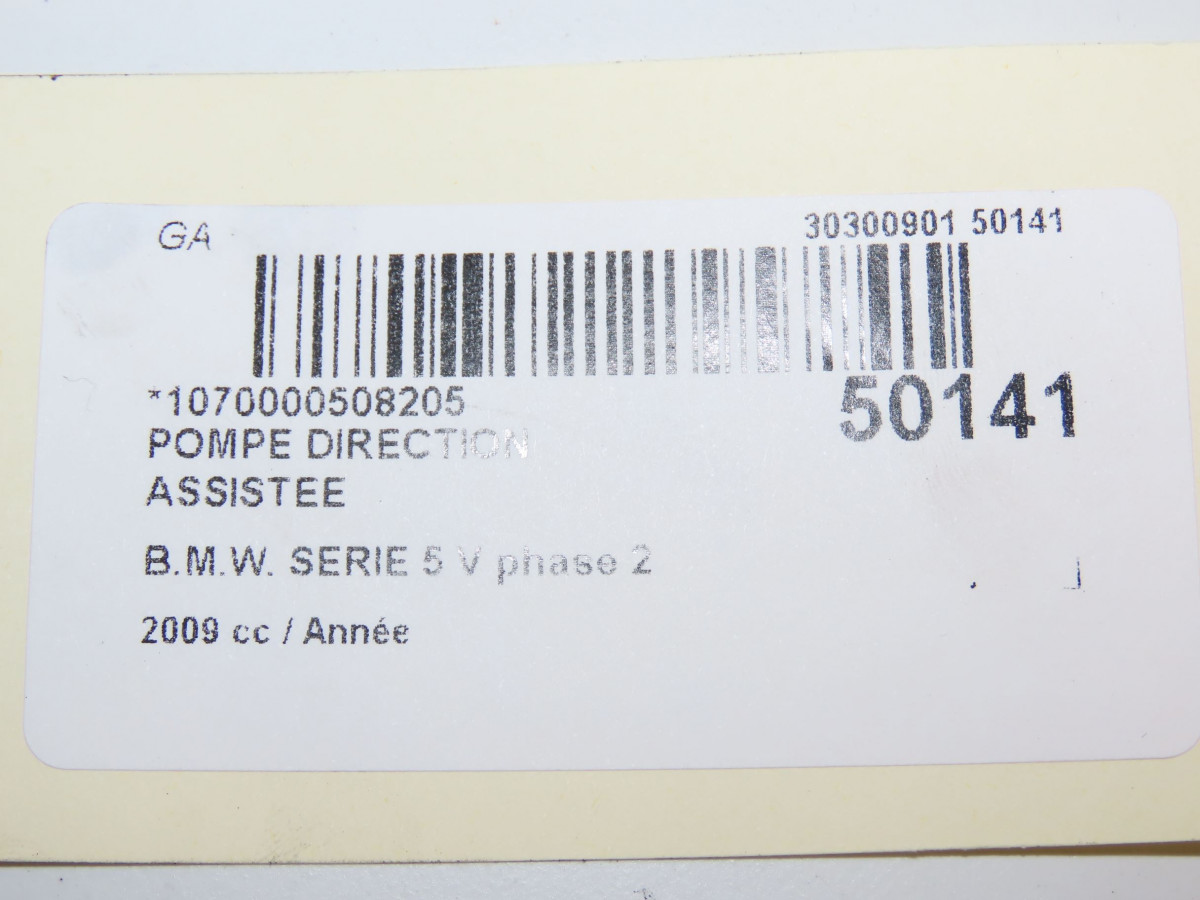 GA
30300901 50141
*1070000508205
50141
POMPE DIRECTION
ASSISTEE
B.M.W. SERIE 5 V phase 2
2009 cc / Année